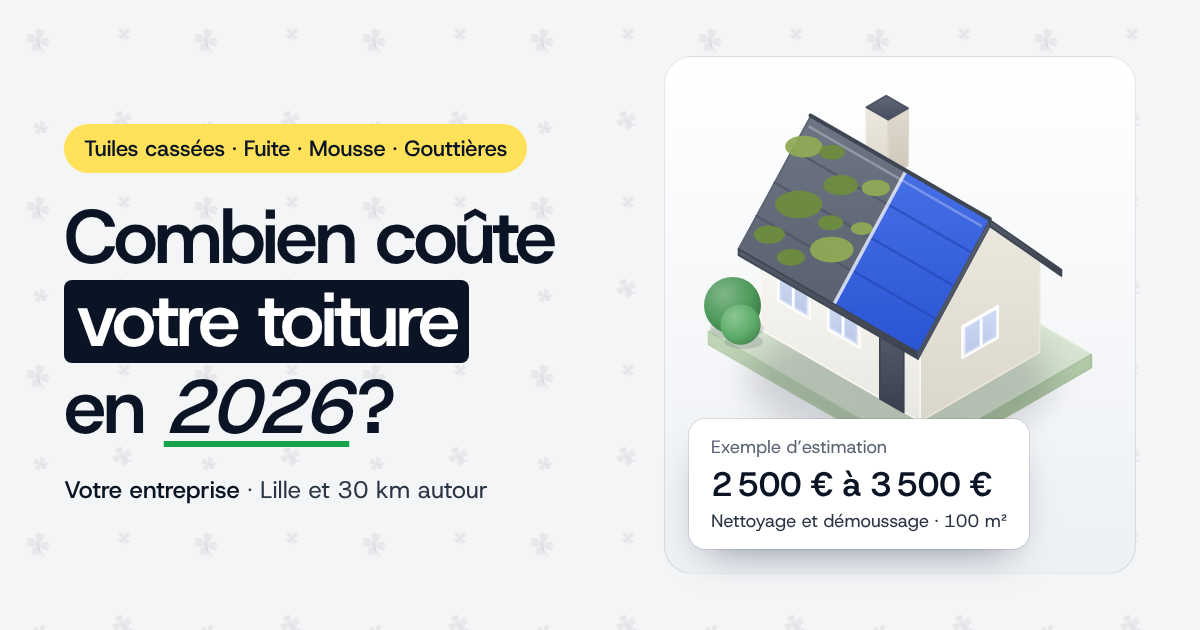 Tuiles cassées · Fuite · Mousse · Gouttières
Combien coûte
votre toiture
en 2026?
Votre entreprise · Lille et 30 km autour
Exemple d’estimation
2 500 € à 3 500 €
Nettoyage et démoussage · 100 m²